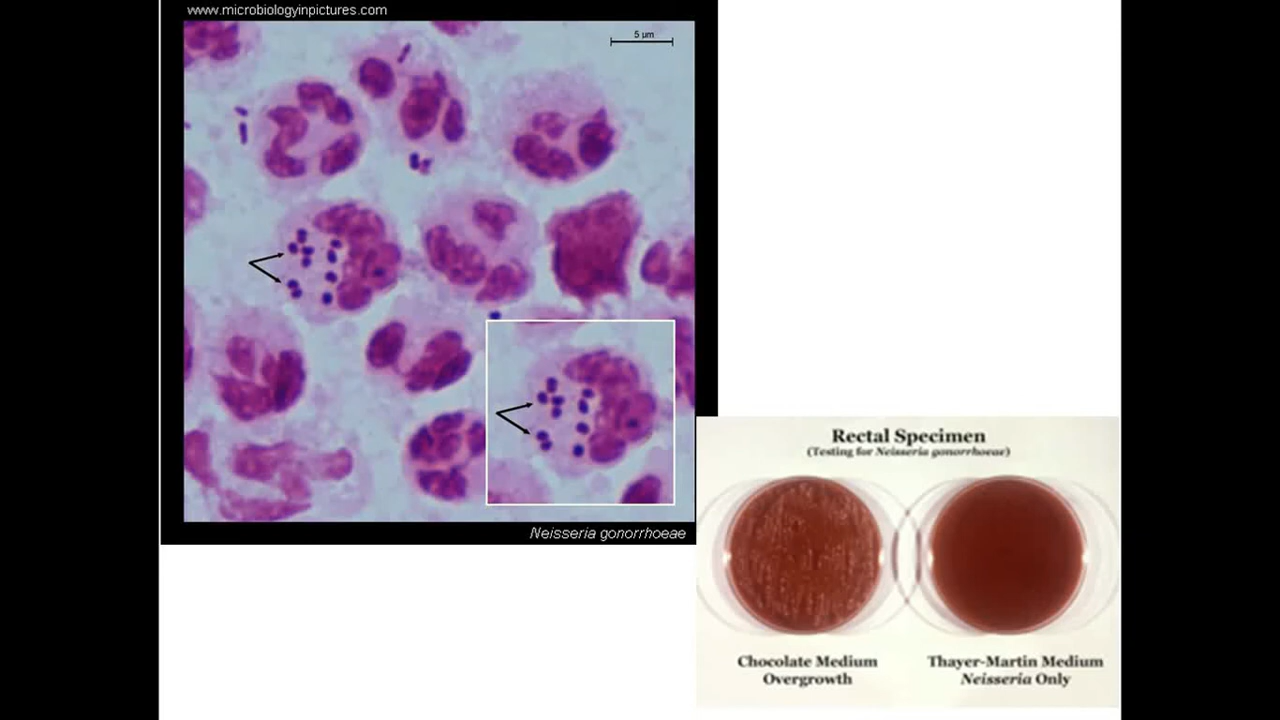 www.microbiologyinpictures.com
5 µm
Neisseria gonorrhoeae
Rectal Specimen
(Testing for Neisseria gonorrhoeae)
Chocolate Medium
Overgrowth
Thayer-Martin Medium
Neisseria Only